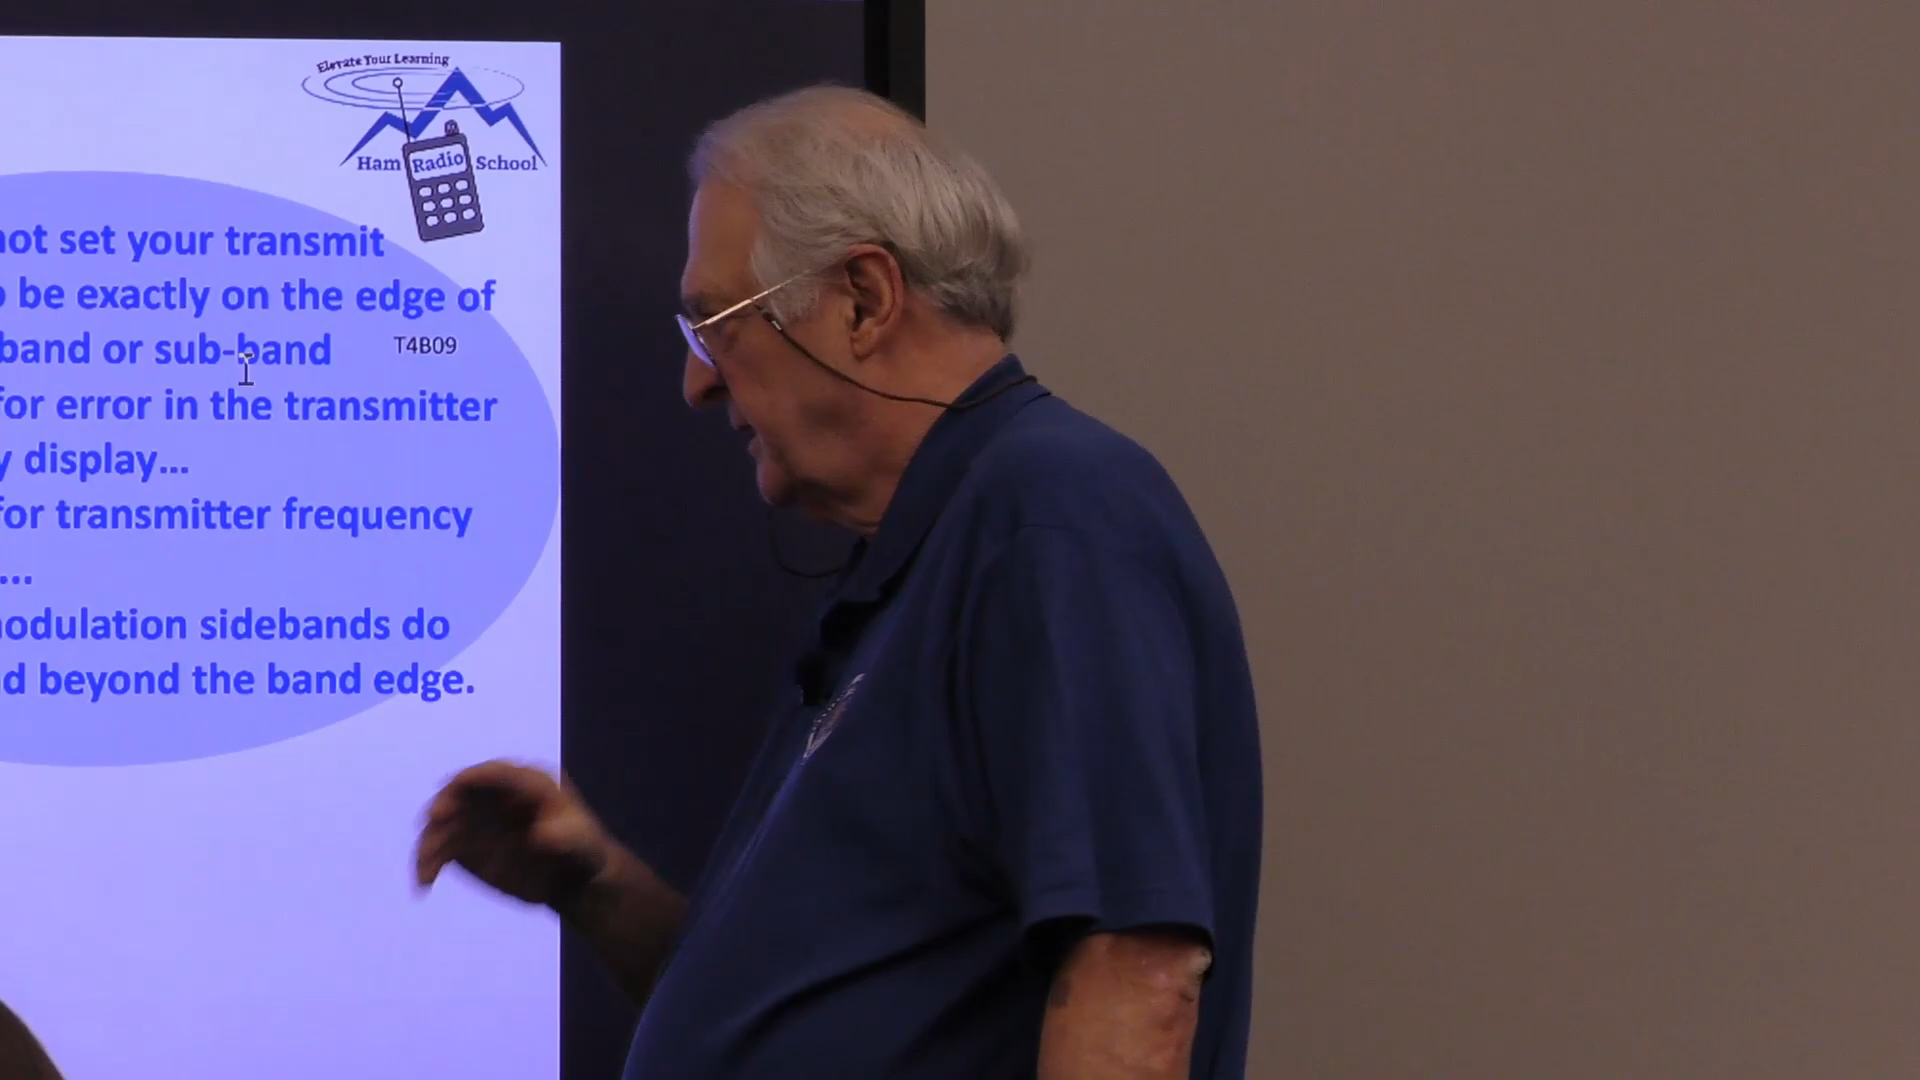 Elevate Your Learning
Ham Radio School
not set your transmit
be exactly on the edge of
band or sub-band T4B09
for error in the transmitter
y display...
for transmitter frequency
...
odulation sidebands do
d beyond the band edge.